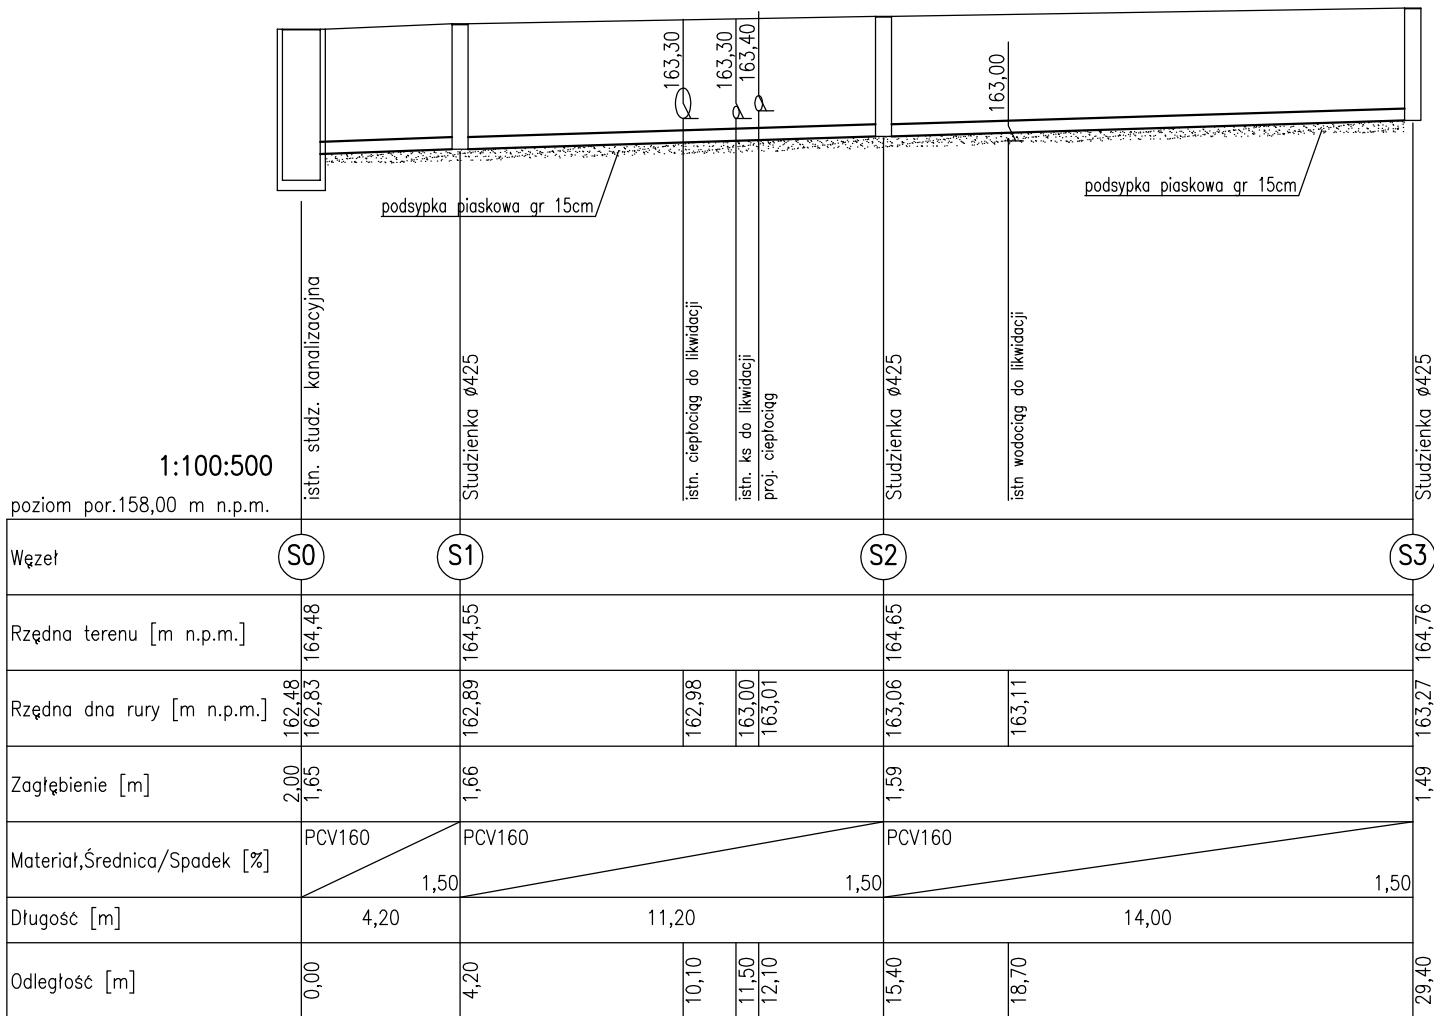 163,30
163,30
163,40
163,00
podsypka piaskowa gr 15cm
podsypka piaskowa gr 15cm
istn. studz. kanalizacyjna
Studzienka ø425
istn. ciepłociąg do likwidacji
istn. ks do likwidacji
proj. ciepłociąg
Studzienka ø425
istn wodociąg do likwidacji
Studzienka ø425
1:100:500
poziom por.158,00 m n.p.m.
Węzeł S0 S1 S2 S3
Rzędna terenu [m n.p.m.] 164,48 164,55 164,65 164,76
Rzędna dna rury [m n.p.m.] 162,48 162,83 162,89 162,98 163,00 163,01 163,06 163,11 163,27
Zagłębienie [m] 2,00 1,65 1,66 1,59 1,49
Materiał,Średnica/Spadek [%] PCV160 1,50 PCV160 1,50 PCV160 1,50
Długość [m] 4,20 11,20 14,00
Odległość [m] 0,00 4,20 10,10 11,50 12,10 15,40 18,70 29,40